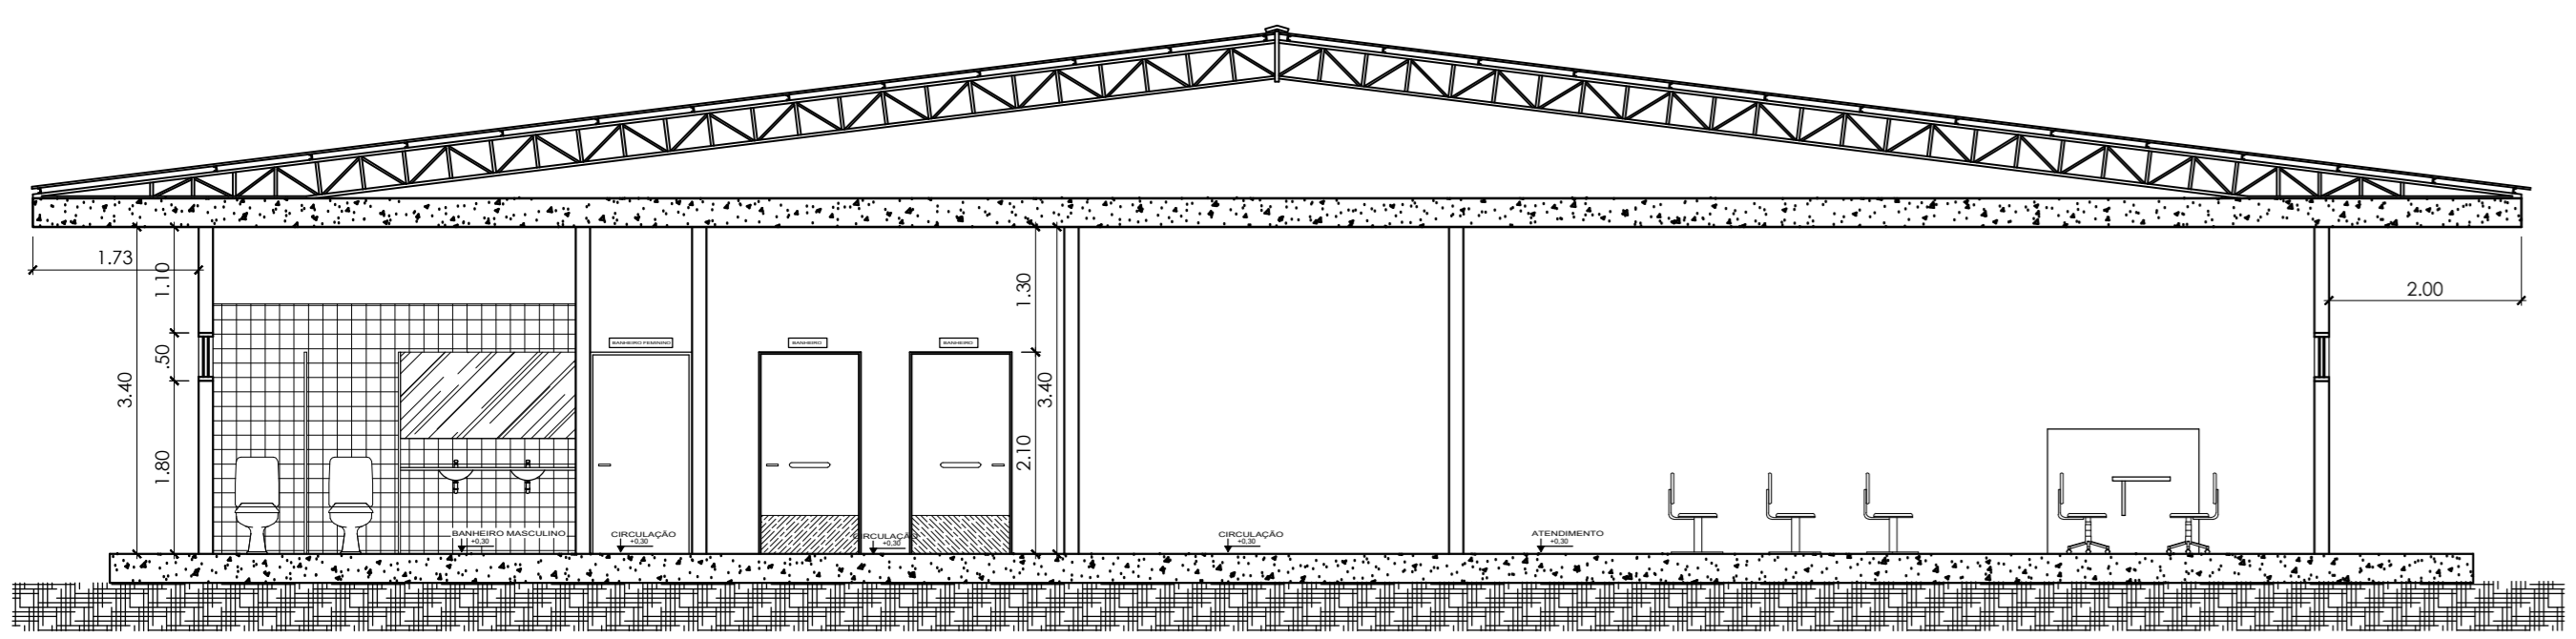 1.73
1.10
2.00
1.30
.50
3.40
BANHEIRO FEMININO
BANHEIRO
BANHEIRO
3.40
1.80
2.10
BANHEIRO MASCULINO
+0,30
CIRCULAÇÃO
+0,30
CIRCULAÇÃO
+0,30
CIRCULAÇÃO
+0,30
ATENDIMENTO
+0,30